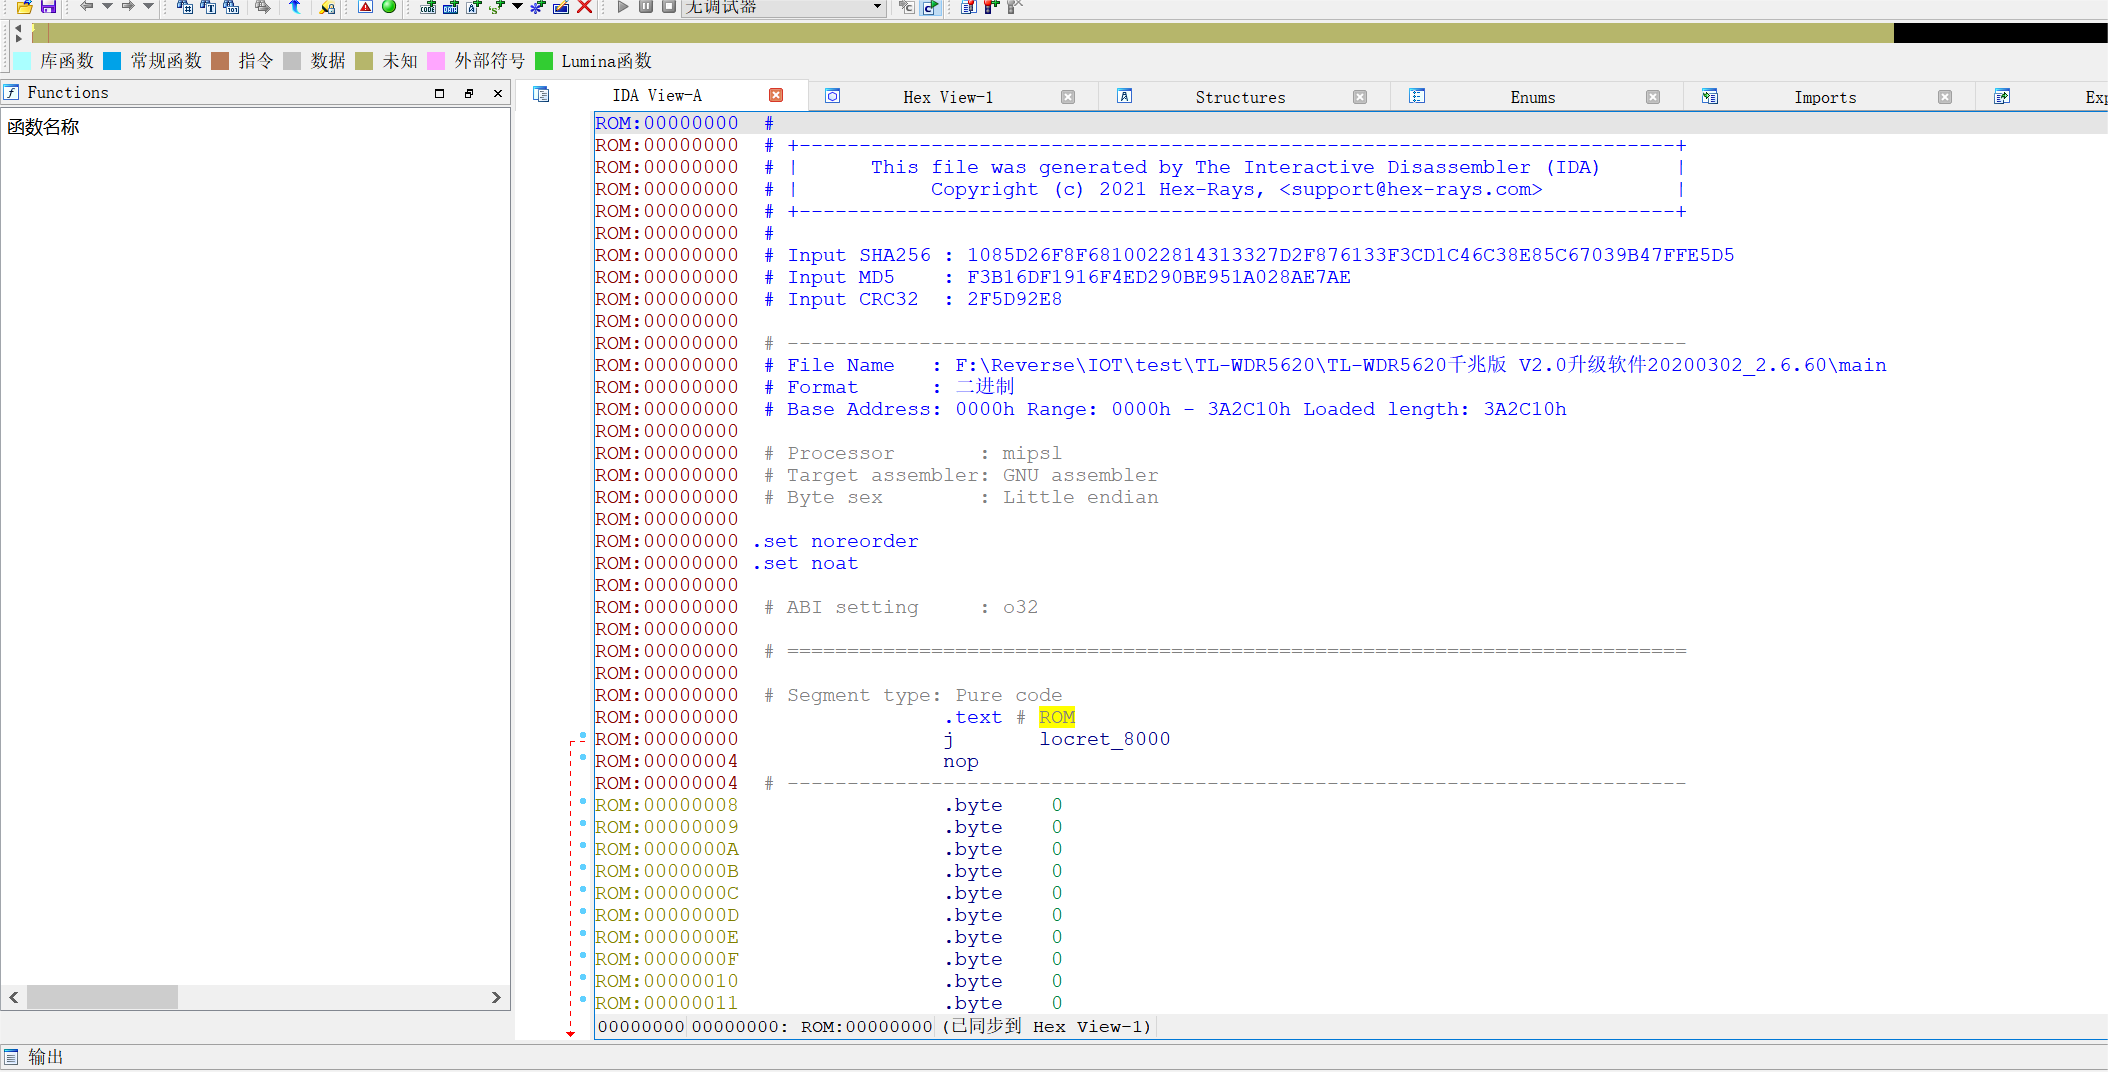 无调试器
库函数 常规函数 指令 数据 未知 外部符号 Lumina函数
Functions
函数名称
IDA View-A Hex View-1 Structures Enums Imports
ROM:00000000 #
ROM:00000000 # +-------------------------------------------------------------------------+
ROM:00000000 # | This file was generated by The Interactive Disassembler (IDA) |
ROM:00000000 # | Copyright (c) 2021 Hex-Rays, <support@hex-rays.com> |
ROM:00000000 # +-------------------------------------------------------------------------+
ROM:00000000 #
ROM:00000000 # Input SHA256 : 1085D26F8F6810022814313327D2F876133F3CD1C46C38E85C67039B47FFE5D5
ROM:00000000 # Input MD5 : F3B16DF1916F4ED290BE951A028AE7AE
ROM:00000000 # Input CRC32 : 2F5D92E8
ROM:00000000
ROM:00000000 # ---------------------------------------------------------------------------
ROM:00000000 # File Name : F:\Reverse\IOT\test\TL-WDR5620\TL-WDR5620千兆版 V2.0升级软件20200302_2.6.60\main
ROM:00000000 # Format : 二进制
ROM:00000000 # Base Address: 0000h Range: 0000h - 3A2C10h Loaded length: 3A2C10h
ROM:00000000
ROM:00000000 # Processor : mipsl
ROM:00000000 # Target assembler: GNU assembler
ROM:00000000 # Byte sex : Little endian
ROM:00000000
ROM:00000000 .set noreorder
ROM:00000000 .set noat
ROM:00000000
ROM:00000000 # ABI setting : o32
ROM:00000000
ROM:00000000 # ===========================================================================
ROM:00000000
ROM:00000000 # Segment type: Pure code
ROM:00000000 .text # ROM
ROM:00000000 j locret_8000
ROM:00000004 nop
ROM:00000004 # ---------------------------------------------------------------------------
ROM:00000008 .byte 0
ROM:00000009 .byte 0
ROM:0000000A .byte 0
ROM:0000000B .byte 0
ROM:0000000C .byte 0
ROM:0000000D .byte 0
ROM:0000000E .byte 0
ROM:0000000F .byte 0
ROM:00000010 .byte 0
ROM:00000011 .byte 0
00000000 00000000: ROM:00000000 (已同步到 Hex View-1)
输出